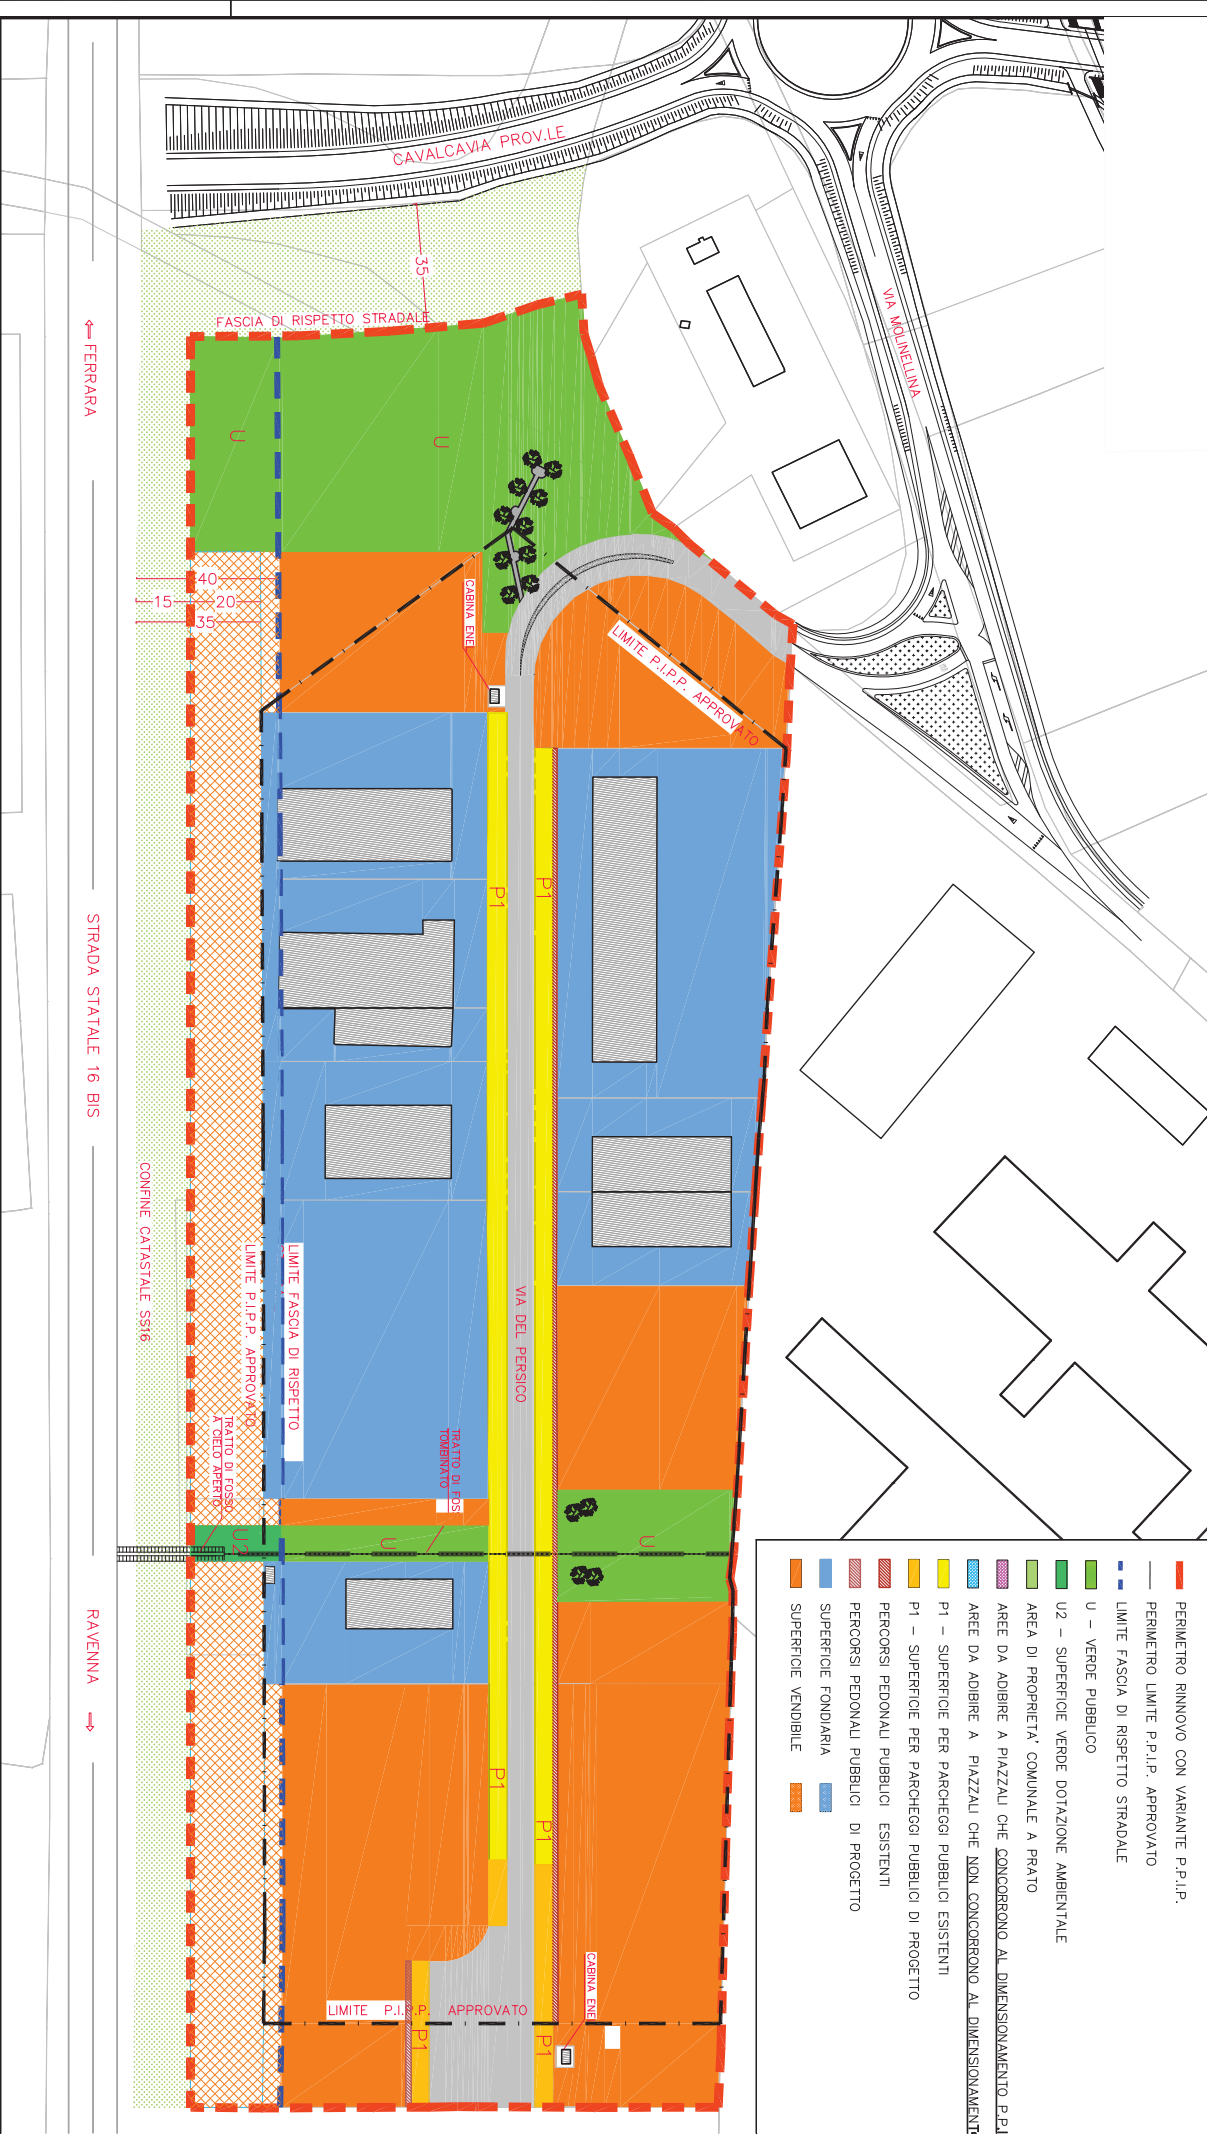 CAVALCAVIA PROV.LE
VIA MOLINELLINA
35
FASCIA DI RISPETTO STRADALE
FERRARA
U
U
40
15
20
35
CABINA ENE
LIMITE P.I.P.P. APPROVATO
P1
P1
STRADA STATALE 16 BIS
CONFINE CATASTALE SS16
LIMITE P.I.P.P. APPROVATO
LIMITE FASCIA DI RISPETTO
VIA DEL PERSICO
TRATTO DI FOSSO
A CIELO APERTO
TRATTO DI FOS
TOMBINATO
U2
U
U
RAVENNA
P1
P1
CABINA ENE
LIMITE P.I.P.P. APPROVATO
P1
P1
PERIMETRO RINNOVO CON VARIANTE P.P.I.P.
PERIMETRO LIMITE P.P.I.P. APPROVATO
LIMITE FASCIA DI RISPETTO STRADALE
U - VERDE PUBBLICO
U2 - SUPERFICIE VERDE DOTAZIONE AMBIENTALE
AREA DI PROPRIETA' COMUNALE A PRATO
AREE DA ADIBIRE A PIAZZALI CHE CONCORRONO AL DIMENSIONAMENTO P.P.I
AREE DA ADIBIRE A PIAZZALI CHE NON CONCORRONO AL DIMENSIONAMENT
P1 - SUPERFICIE PER PARCHEGGI PUBBLICI ESISTENTI
P1 - SUPERFICIE PER PARCHEGGI PUBBLICI DI PROGETTO
PERCORSI PEDONALI PUBBLICI ESISTENTI
PERCORSI PEDONALI PUBBLICI DI PROGETTO
SUPERFICIE FONDIARIA
SUPERFICIE VENDIBILE